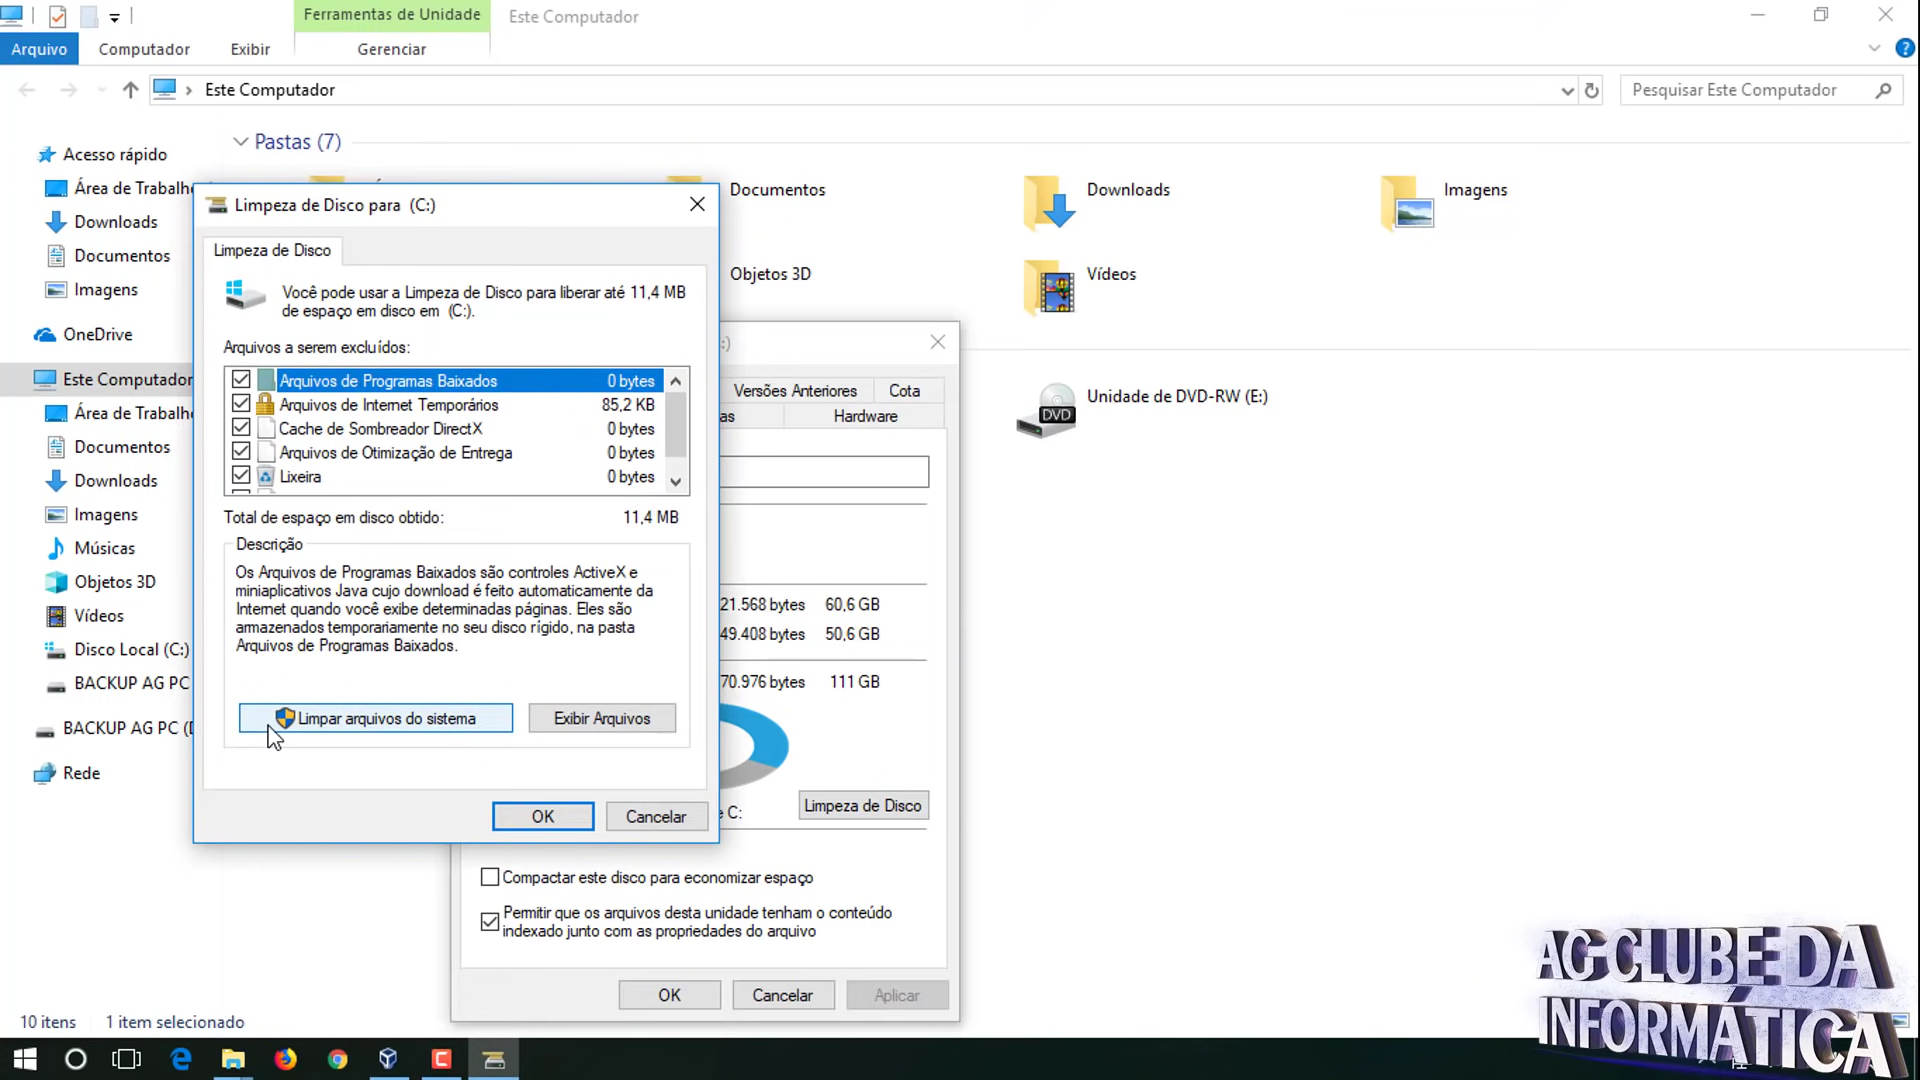 Ferramentas de Unidade
Este Computador
Arquivo
Computador
Exibir
Gerenciar
Este Computador
Pesquisar Este Computador
Acesso rápido
Área de Trabalho
Downloads
Documentos
Imagens
OneDrive
Este Computador
Área de Trabalho
Documentos
Downloads
Imagens
Músicas
Objetos 3D
Vídeos
Disco Local (C:)
BACKUP AG PC
BACKUP AG PC (
Rede
Pastas (7)
Documentos
Downloads
Imagens
Objetos 3D
Vídeos
Unidade de DVD-RW (E:)
DVD
Limpeza de Disco para (C:)
Limpeza de Disco
Você pode usar a Limpeza de Disco para liberar até 11,4 MB
de espaço em disco em (C:).
Arquivos a serem excluídos:
Arquivos de Programas Baixados 0 bytes
Arquivos de Internet Temporários 85,2 KB
Cache de Sombreador DirectX 0 bytes
Arquivos de Otimização de Entrega 0 bytes
Lixeira 0 bytes
Total de espaço em disco obtido: 11,4 MB
Descrição
Os Arquivos de Programas Baixados são controles ActiveX e
miniaplicativos Java cujo download é feito automaticamente da
Internet quando você exibe determinadas páginas. Eles são
armazenados temporariamente no seu disco rígido, na pasta
Arquivos de Programas Baixados.
Limpar arquivos do sistema
Exibir Arquivos
OK
Cancelar
:)
Versões Anteriores
Cota
as
Hardware
21.568 bytes 60,6 GB
49.408 bytes 50,6 GB
70.976 bytes 111 GB
e C:
Limpeza de Disco
Compactar este disco para economizar espaço
Permitir que os arquivos desta unidade tenham o conteúdo
indexado junto com as propriedades do arquivo
OK
Cancelar
Aplicar
10 itens
1 item selecionado
AG CLUBE DA
INFORMÁTICA